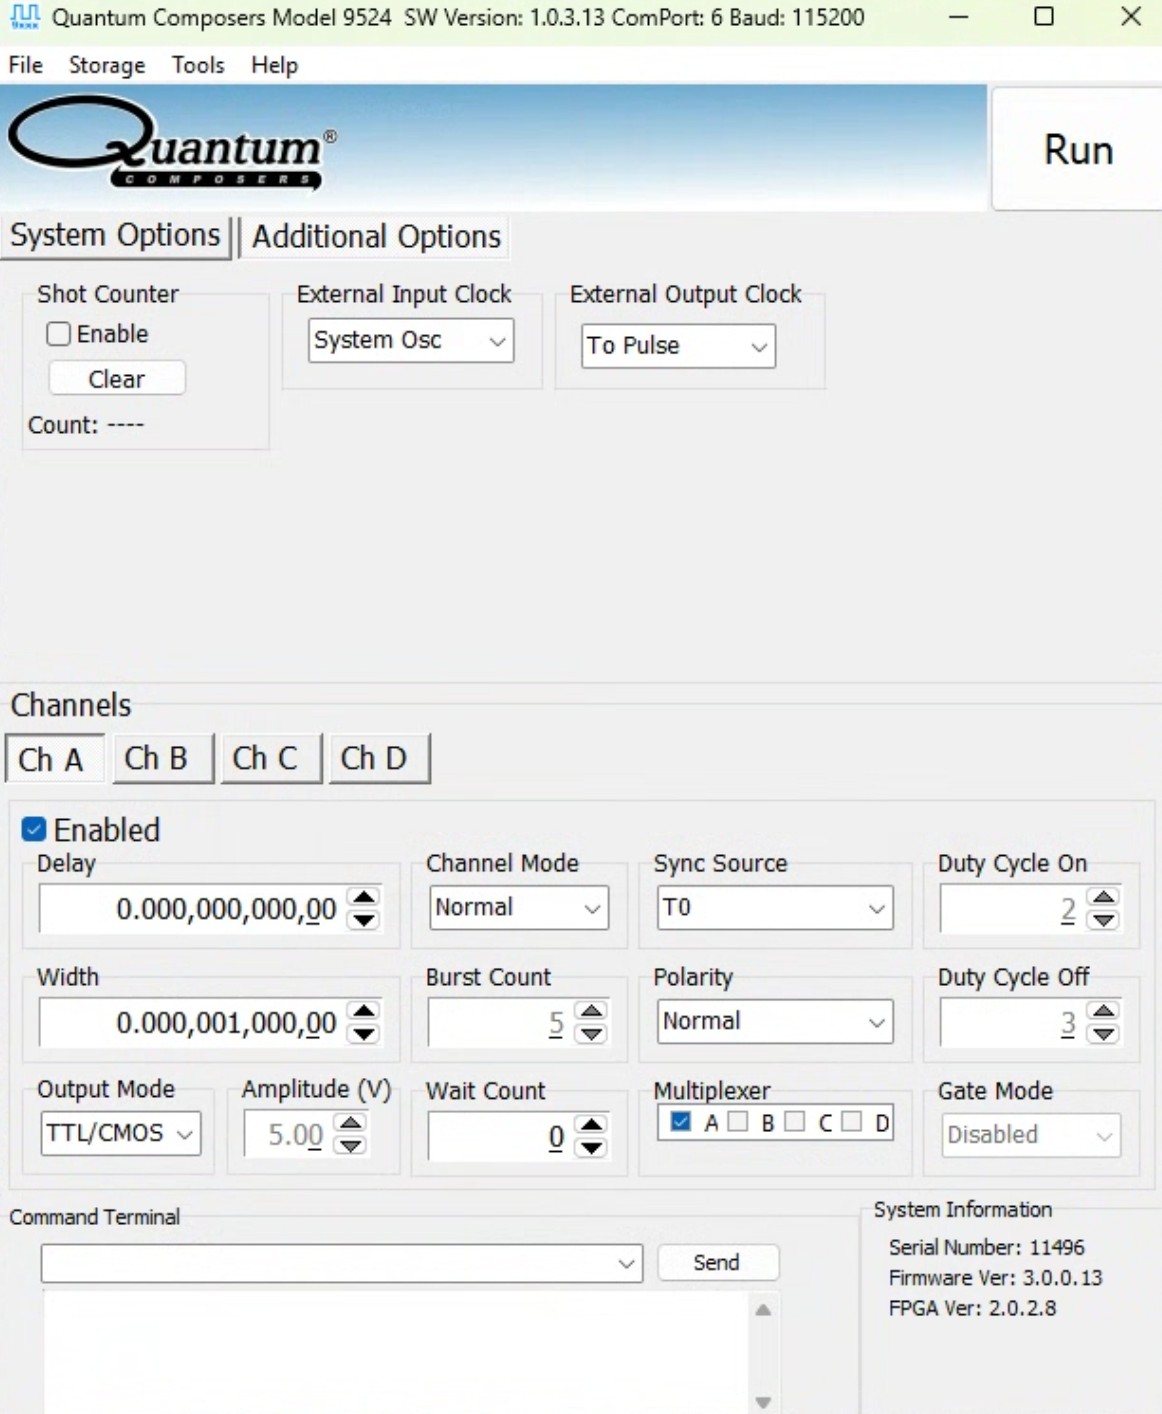 Quantum Composers Model 9524 SW Version: 1.0.3.13 ComPort: 6 Baud: 115200
File Storage Tools Help
Quantum®
COMPOSERS
Run
System Options Additional Options
Shot Counter External Input Clock External Output Clock
Enable System Osc To Pulse
Clear
Count: ----
Channels
Ch A Ch B Ch C Ch D
Enabled
Delay Channel Mode Sync Source Duty Cycle On
0.000,000,000,00 Normal T0 2
Width Burst Count Polarity Duty Cycle Off
0.000,001,000,00 5 Normal 3
Output Mode Amplitude (V) Wait Count Multiplexer Gate Mode
TTL/CMOS 5.00 0 A B C D Disabled
Command Terminal System Information
Send
Serial Number: 11496
Firmware Ver: 3.0.0.13
FPGA Ver: 2.0.2.8